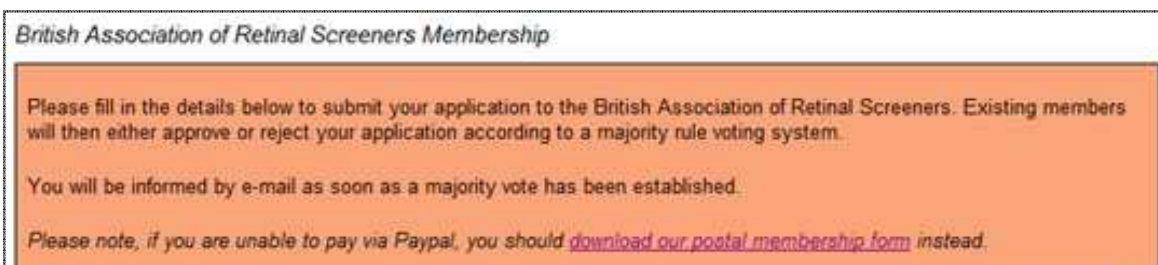 British Association of Retinal Screeners Membership
Please fill in the details below to submit your application to the British Association of Retinal Screeners. Existing members
will then either approve or reject your application according to a majority rule voting system.
You will be informed by e-mail as soon as a majority vote has been established.
Please note, if you are unable to pay via Paypal, you should download our postal membership form instead.